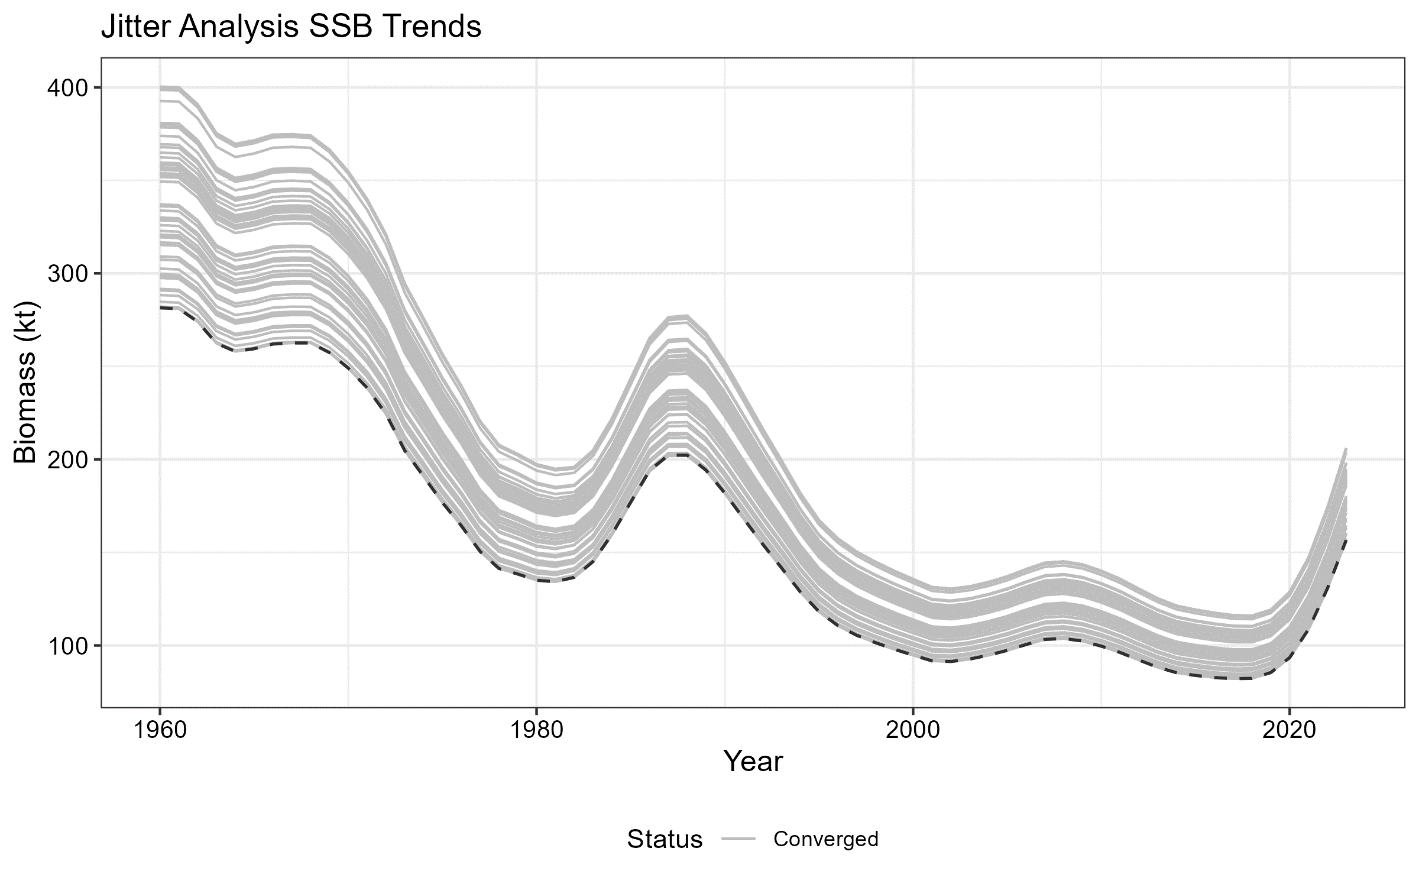 Jitter Analysis SSB Trends
400
300
200
100
Biomass (kt)
1960 1980 2000 2020
Year
Status Converged